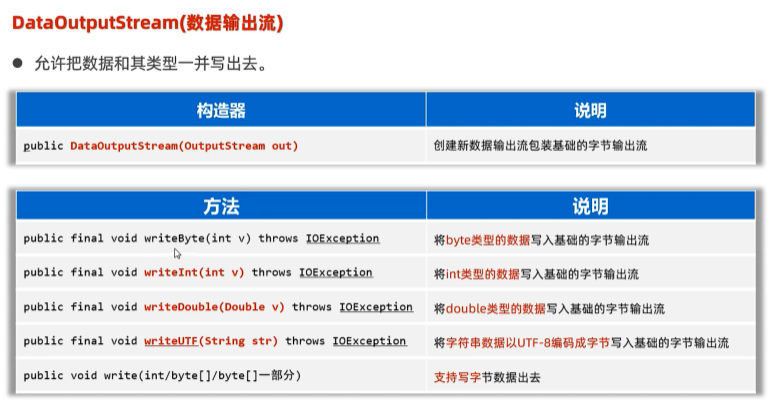 DataOutputStream(数据输出流)
● 允许把数据和其类型一并写出去。
构造器 说明
public DataOutputStream(OutputStream out) 创建新数据输出流包装基础的字节输出流
方法 说明
public final void writeByte(int v) throws IOException 将byte类型的数据写入基础的字节输出流
public final void writeInt(int v) throws IOException 将int类型的数据写入基础的字节输出流
public final void writeDouble(Double v) throws IOException 将double类型的数据写入基础的字节输出流
public final void writeUTF(String str) throws IOException 将字符串数据以UTF-8编码成字节写入基础的字节输出流
public void write(int/byte[]/byte[]一部分) 支持写字节数据出去